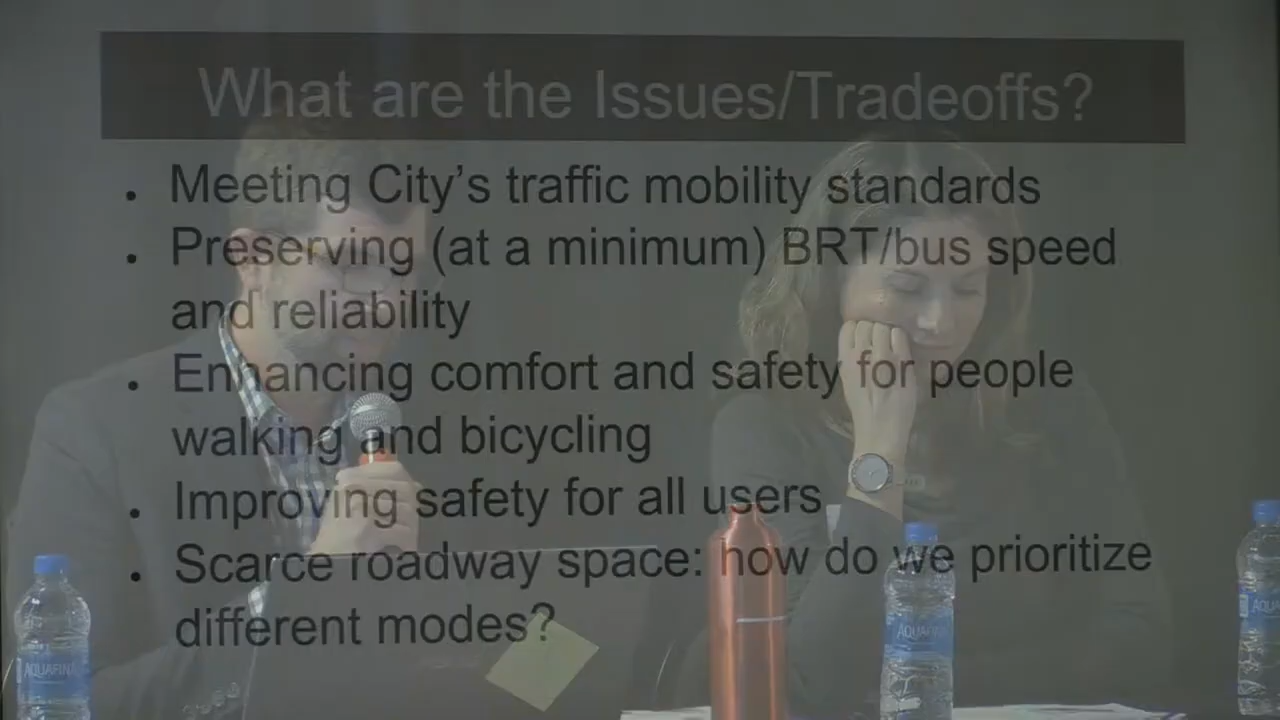 What are the Issues/Tradeoffs?
. Meeting City's traffic mobility standards
. Preserving (at a minimum) BRT/bus speed
and reliability
. Enhancing comfort and safety for people
walking and bicycling
. Improving safety for all users
. Scarce roadway space: how do we prioritize
different modes?
AQUAFINA
AQUAFINA